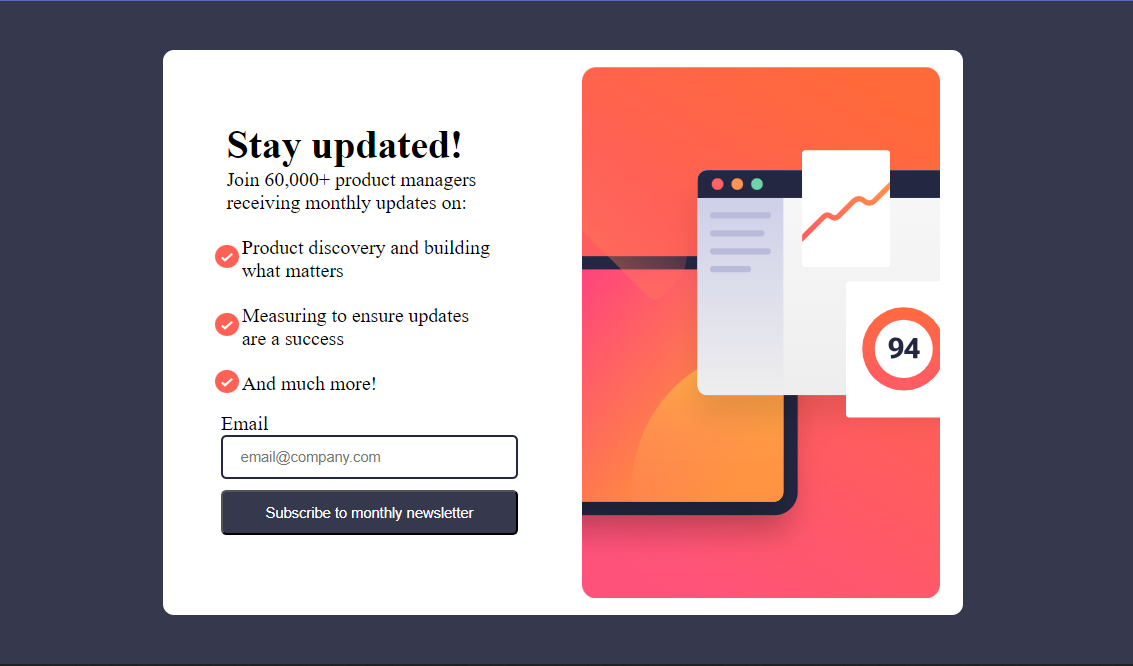 Stay updated!
Join 60,000+ product managers
receiving monthly updates on:
Product discovery and building
what matters
Measuring to ensure updates
are a success
And much more!
Email
email@company.com
Subscribe to monthly newsletter
94